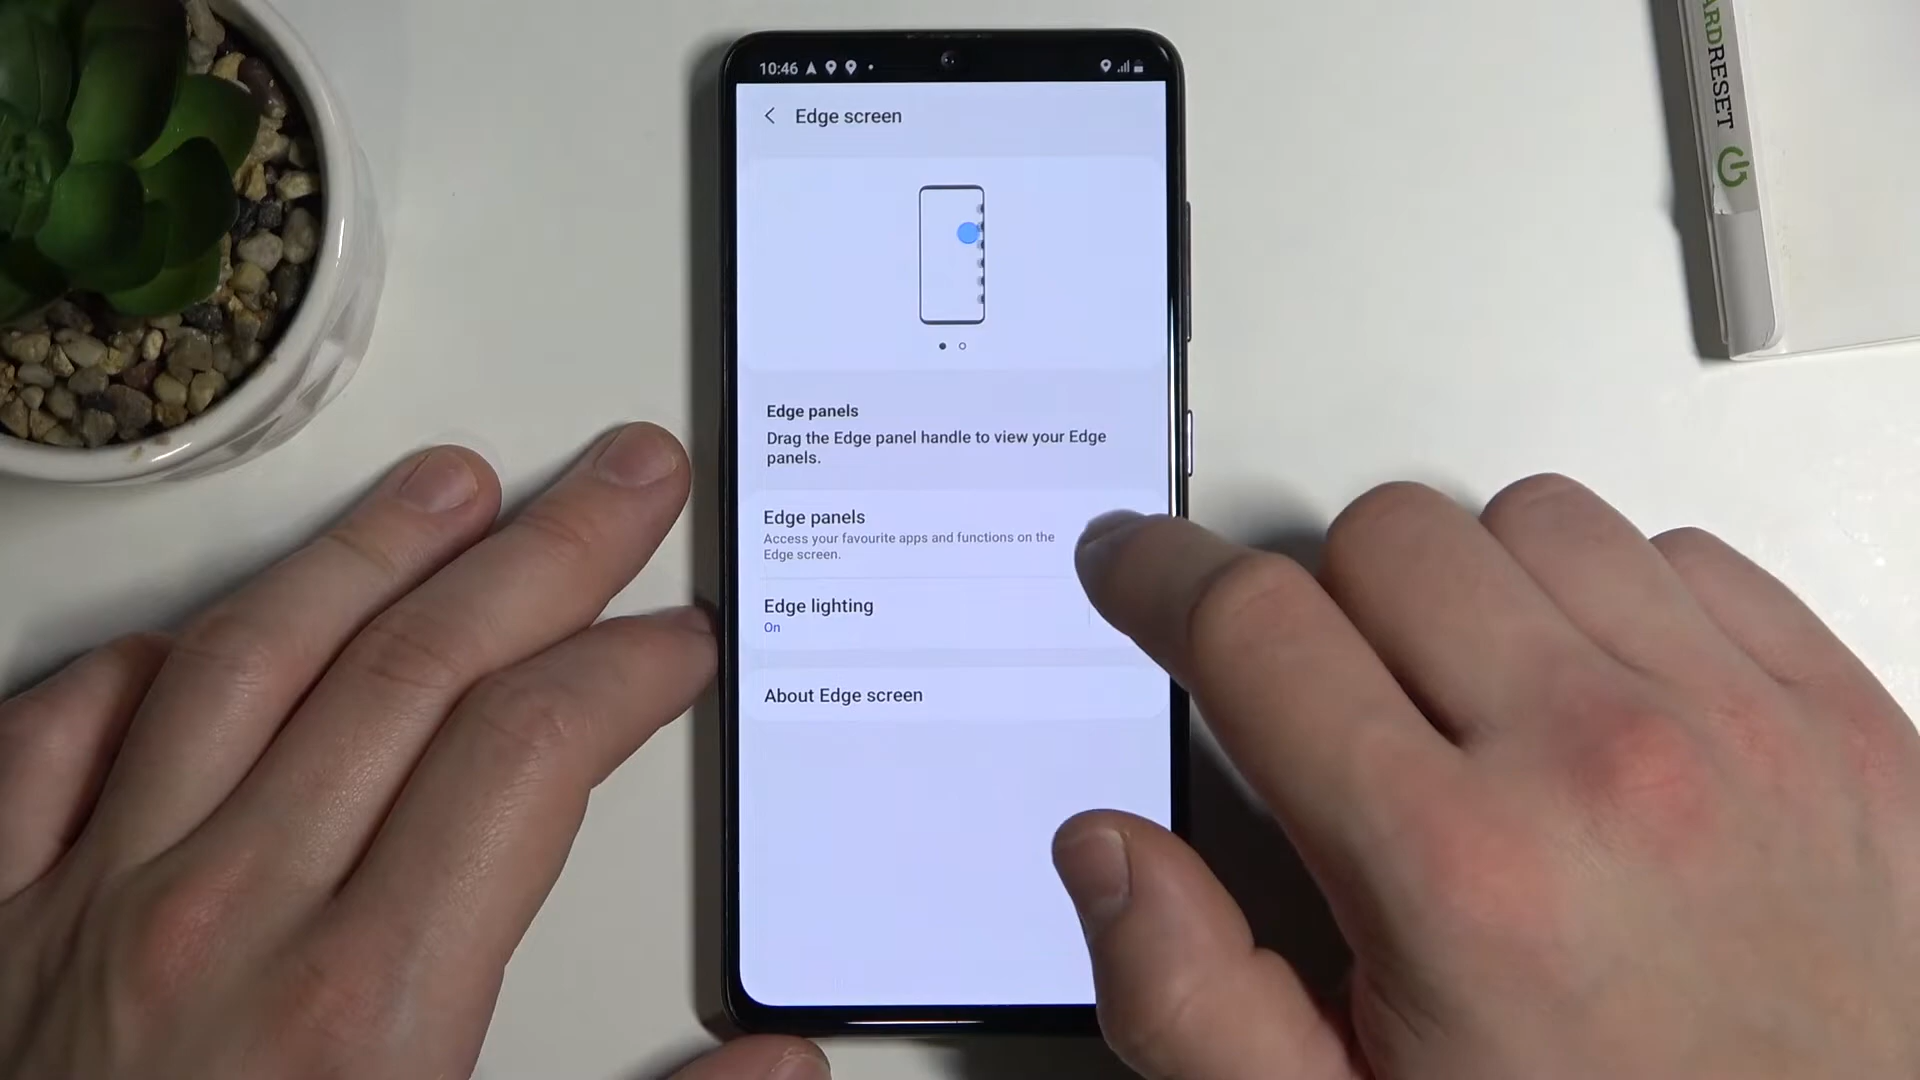 10:46
Edge screen
Edge panels
Drag the Edge panel handle to view your Edge
panels.
Edge panels
Access your favourite apps and functions on the
Edge screen.
Edge lighting
On
About Edge screen
ARDRESET